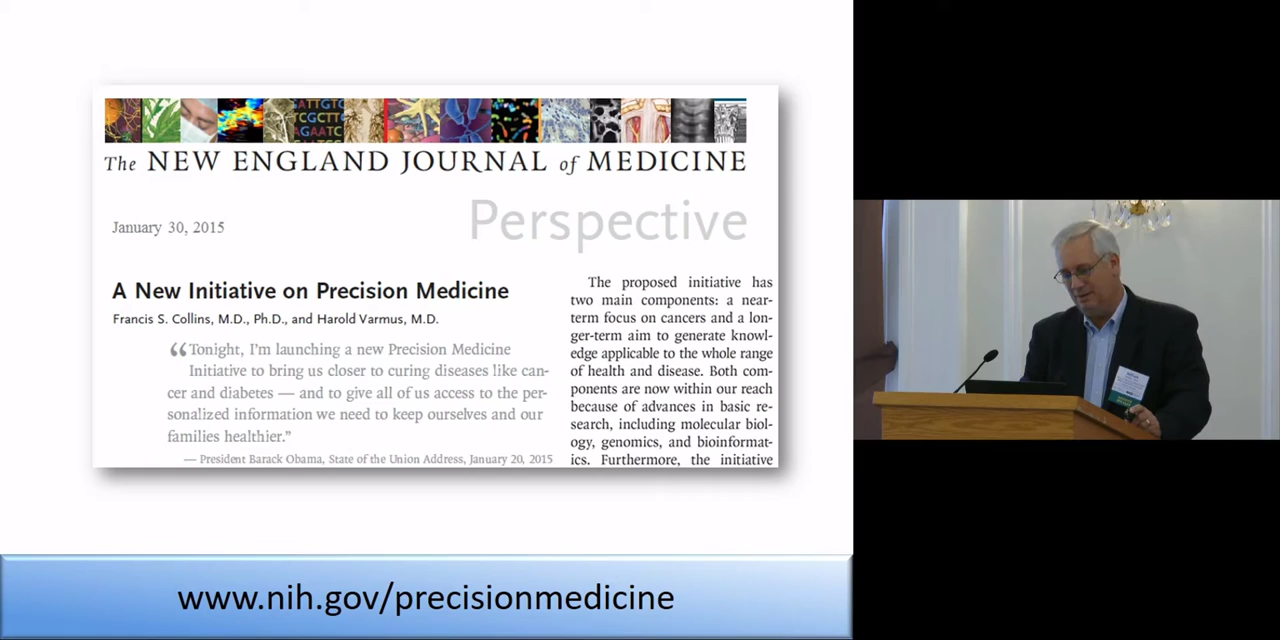 ATTGTC
TCGCTT
AGAATC
The NEW ENGLAND JOURNAL of MEDICINE
Perspective
January 30, 2015
A New Initiative on Precision Medicine
Francis S. Collins, M.D., Ph.D., and Harold Varmus, M.D.
“Tonight, I’m launching a new Precision Medicine
Initiative to bring us closer to curing diseases like can-
cer and diabetes — and to give all of us access to the per-
sonalized information we need to keep ourselves and our
families healthier.”
— President Barack Obama, State of the Union Address, January 20, 2015
The proposed initiative has
two main components: a near-
term focus on cancers and a lon-
ger-term aim to generate knowl-
edge applicable to the whole range
of health and disease. Both com-
ponents are now within our reach
because of advances in basic re-
search, including molecular biol-
ogy, genomics, and bioinformat-
ics. Furthermore, the initiative
www.nih.gov/precisionmedicine